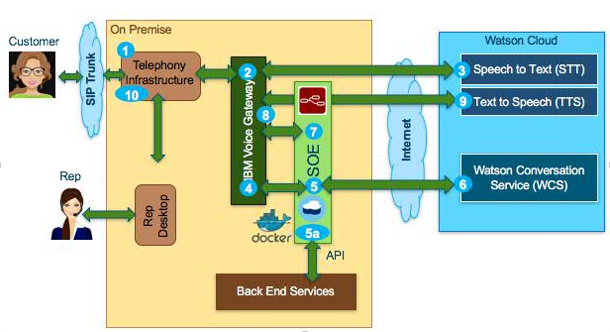 On Premise
Watson Cloud
Customer
1
Telephony
Infrastructure
10
SIP Trunk
2
IBM Voice Gateway
8
4
SOE
7
5
5a
docker
API
Back End Services
Internet
3
Speech to Text (STT)
9
Text to Speech (TTS)
6
Watson Conversation
Service (WCS)
Rep
Rep
Desktop